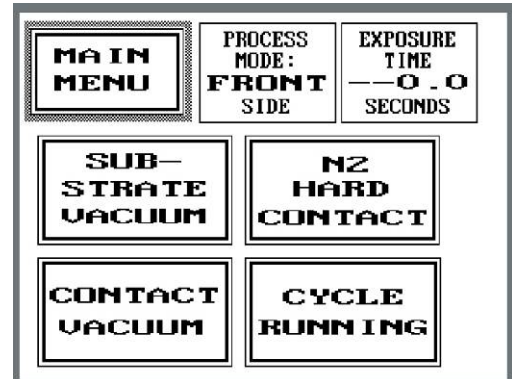 MAIN
MENU
PROCESS
MODE:
FRONT
SIDE
EXPOSURE
TIME
--0.0
SECONDS
SUB-
STRATE
VACUUM
N2
HARD
CONTACT
CONTACT
VACUUM
CYCLE
RUNNING